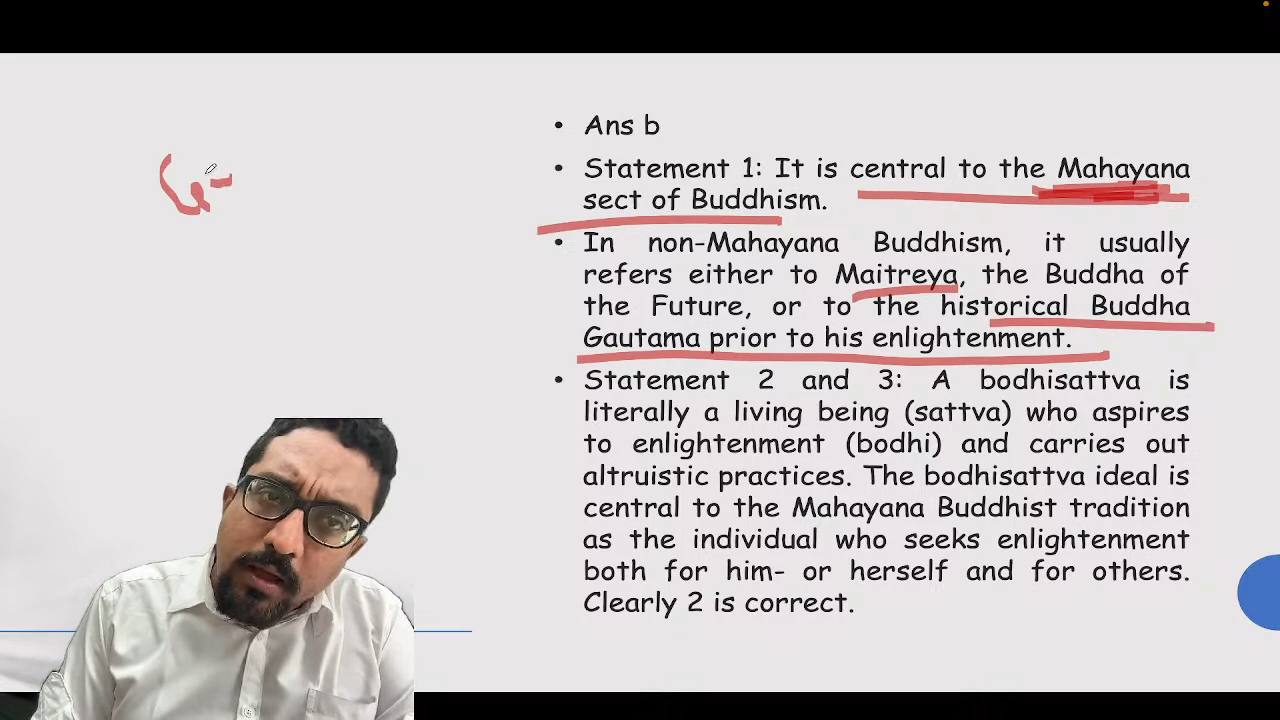 • Ans b
• Statement 1: It is central to the Mahayana
sect of Buddhism.
• In non-Mahayana Buddhism, it usually
refers either to Maitreya, the Buddha of
the Future, or to the historical Buddha
Gautama prior to his enlightenment.
• Statement 2 and 3: A bodhisattva is
literally a living being (sattva) who aspires
to enlightenment (bodhi) and carries out
altruistic practices. The bodhisattva ideal is
central to the Mahayana Buddhist tradition
as the individual who seeks enlightenment
both for him- or herself and for others.
Clearly 2 is correct.